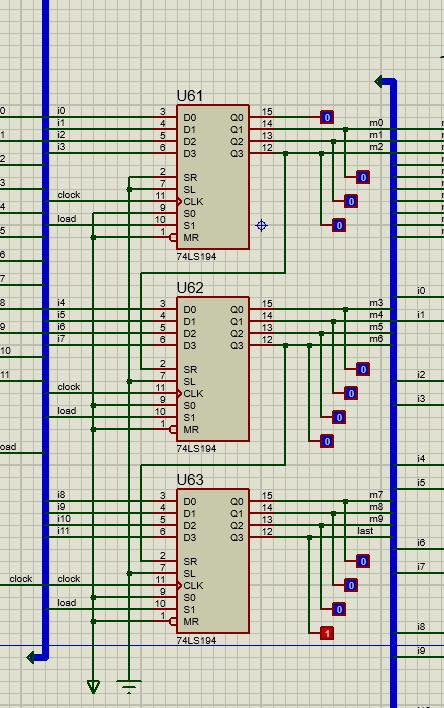 U61
0 i0 3 D0 Q0 15 0
i1 4 D1 Q1 14 m0
1 i2 5 D2 Q2 13 m1
i3 6 D3 Q3 12 m2
2
2 SR 0
3 7 SL
clock 11 CLK 0
4 9 S0
load 10 S1 0
5 1 MR
74LS194
6
7
i0
U62
8 i4 3 D0 Q0 15 m3
i5 4 D1 Q1 14 m4 i1
9 i6 5 D2 Q2 13 m5
i7 6 D3 Q3 12 m6
10
2 SR 0
11 7 SL i2
clock 11 CLK 0
9 S0 i3
load 10 S1 0
1 MR
0
oad 74LS194
i4
U63
i5
i8 3 D0 Q0 15 m7
i9 4 D1 Q1 14 m8
i10 5 D2 Q2 13 m9
i11 6 D3 Q3 12 last
i6
2 SR 0
7 SL i7
clock clock 11 CLK 0
9 S0
load 10 S1 0
1 MR
1 i8
74LS194
i9